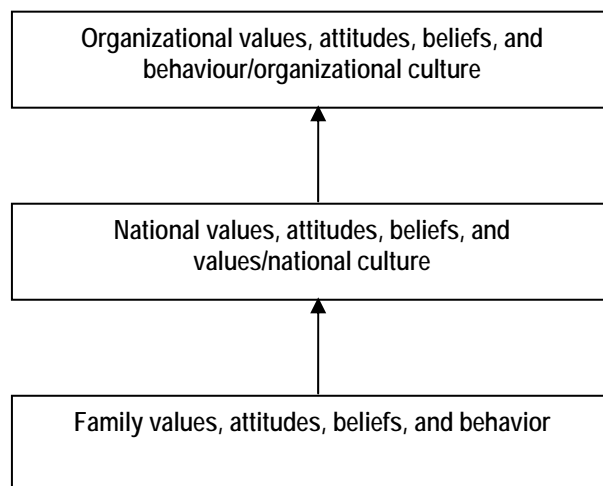 Organizational values, attitudes, beliefs, and
behaviour/organizational culture
National values, attitudes, beliefs, and
values/national culture
Family values, attitudes, beliefs, and behavior